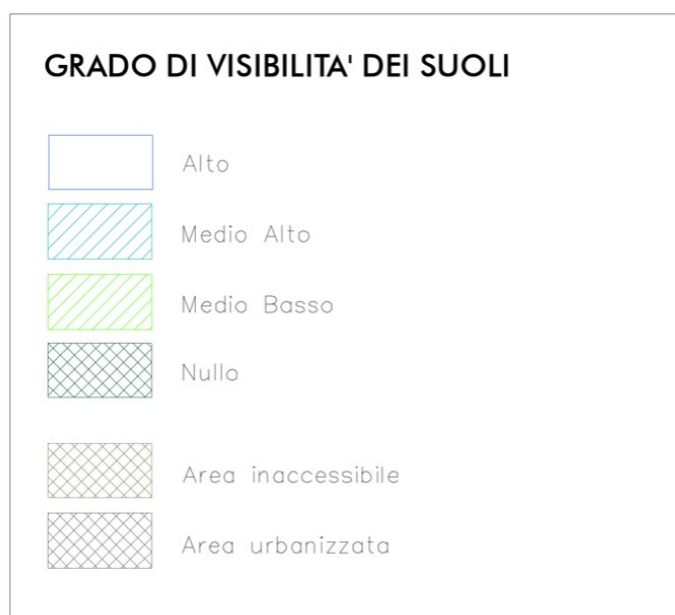 GRADO DI VISIBILITA' DEI SUOLI
Alto
Medio Alto
Medio Basso
Nullo
Area inaccessibile
Area urbanizzata